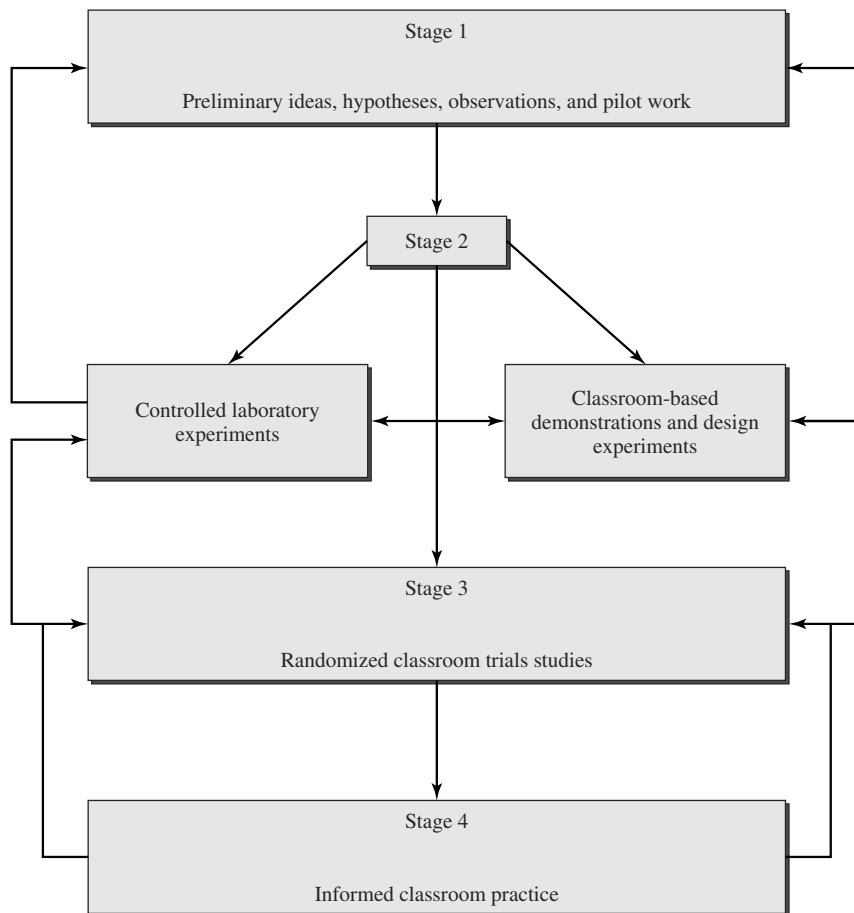 Stage 1
Preliminary ideas, hypotheses, observations, and pilot work
Stage 2
Controlled laboratory
experiments
Classroom-based
demonstrations and design
experiments
Stage 3
Randomized classroom trials studies
Stage 4
Informed classroom practice